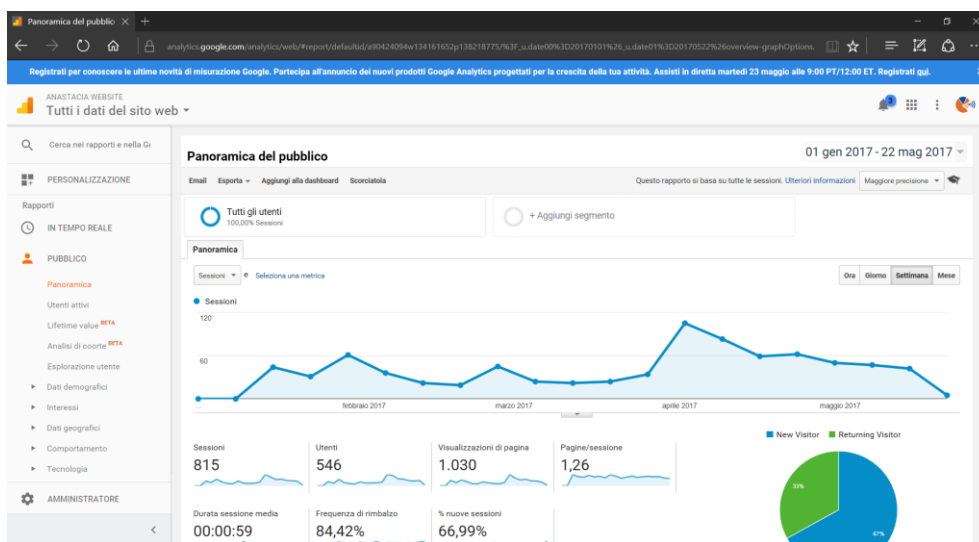 Panoramica del pubblic
analytics.google.com/analytics/web/#report/defaultid/a90424094w134161652p138218775/%3F_u.date00%3D20170101%26_u.date01%3D20170522%26overview-graphOptions.
Registrati per conoscere le ultime novità di misurazione Google. Partecipa all'annuncio dei nuovi prodotti Google Analytics progettati per la crescita della tua attività. Assisti in diretta martedì 23 maggio alle 9:00 PT/12:00 ET. Registrati qui.
ANASTACIA WEBSITE
Tutti i dati del sito web
3
Cerca nei rapporti e nella Gu
PERSONALIZZAZIONE
Rapporti
IN TEMPO REALE
PUBBLICO
Panoramica
Utenti attivi
Lifetime value BETA
Analisi di coorte BETA
Esplorazione utente
Dati demografici
Interessi
Dati geografici
Comportamento
Tecnologia
AMMINISTRATORE
Panoramica del pubblico
01 gen 2017 - 22 mag 2017
Email Esporta Aggiungi alla dashboard Scorciatoia
Questo rapporto si basa su tutte le sessioni. Ulteriori informazioni Maggiore precisione
Tutti gli utenti
100,00% Sessioni
+ Aggiungi segmento
Panoramica
Sessioni e Seleziona una metrica
Ora Giorno Settimana Mese
Sessioni
120
60
... febbraio 2017 marzo 2017 aprile 2017 maggio 2017
New Visitor Returning Visitor
Sessioni
815
Utenti
546
Visualizzazioni di pagina
1.030
Pagine/sessione
1,26
Durata sessione media
00:00:59
Frequenza di rimbalzo
84,42%
% nuove sessioni
66,99%
33%
67%